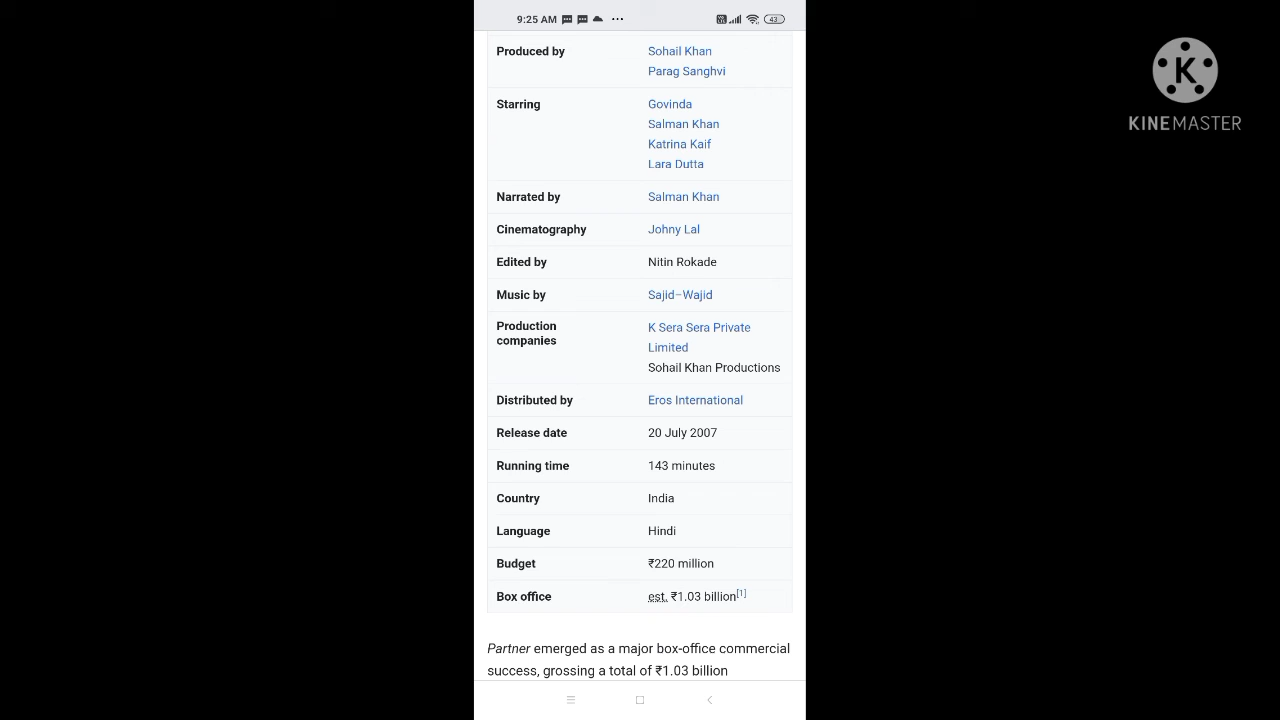 9:25 AM
43
K
KINEMASTER
Produced by
Sohail Khan
Parag Sanghvi
Starring
Govinda
Salman Khan
Katrina Kaif
Lara Dutta
Narrated by
Salman Khan
Cinematography
Johny Lal
Edited by
Nitin Rokade
Music by
Sajid–Wajid
Production
companies
K Sera Sera Private
Limited
Sohail Khan Productions
Distributed by
Eros International
Release date
20 July 2007
Running time
143 minutes
Country
India
Language
Hindi
Budget
₹220 million
Box office
est. ₹1.03 billion[1]
Partner emerged as a major box-office commercial
success, grossing a total of ₹1.03 billion